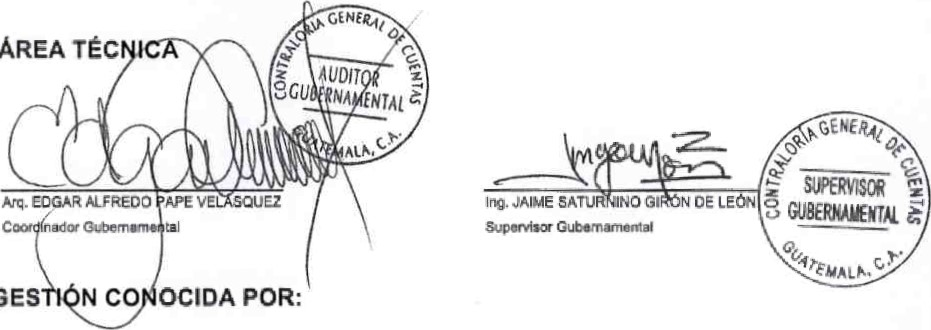 ÁREA TÉCNICA
CONTRALORÍA GENERAL DE CUENTAS
AUDITOR
GUBERNAMENTAL
GUATEMALA, C.A.
Arq. EDGAR ALFREDO PAPE VELÁSQUEZ
Coordinador Gubernamental
CONTRALORÍA GENERAL DE CUENTAS
SUPERVISOR
GUBERNAMENTAL
GUATEMALA, C.A.
Ing. JAIME SATURNINO GIRÓN DE LEÓN
Supervisor Gubernamental
GESTIÓN CONOCIDA POR: